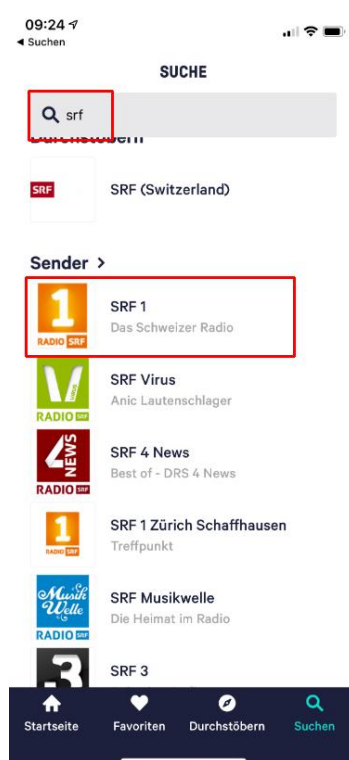 09:24
◀ Suchen
SUCHE
srf
Durchstöbern
SRF
SRF (Switzerland)
Sender >
1
RADIO SRF
SRF 1
Das Schweizer Radio
VIRUS
RADIO SRF
SRF Virus
Anic Lautenschlager
4 NEWS
RADIO SRF
SRF 4 News
Best of - DRS 4 News
1
RADIO SRF
SRF 1 Zürich Schaffhausen
Treffpunkt
Musik
Welle
RADIO SRF
SRF Musikwelle
Die Heimat im Radio
3
SRF 3
Startseite
Favoriten
Durchstöbern
Suchen